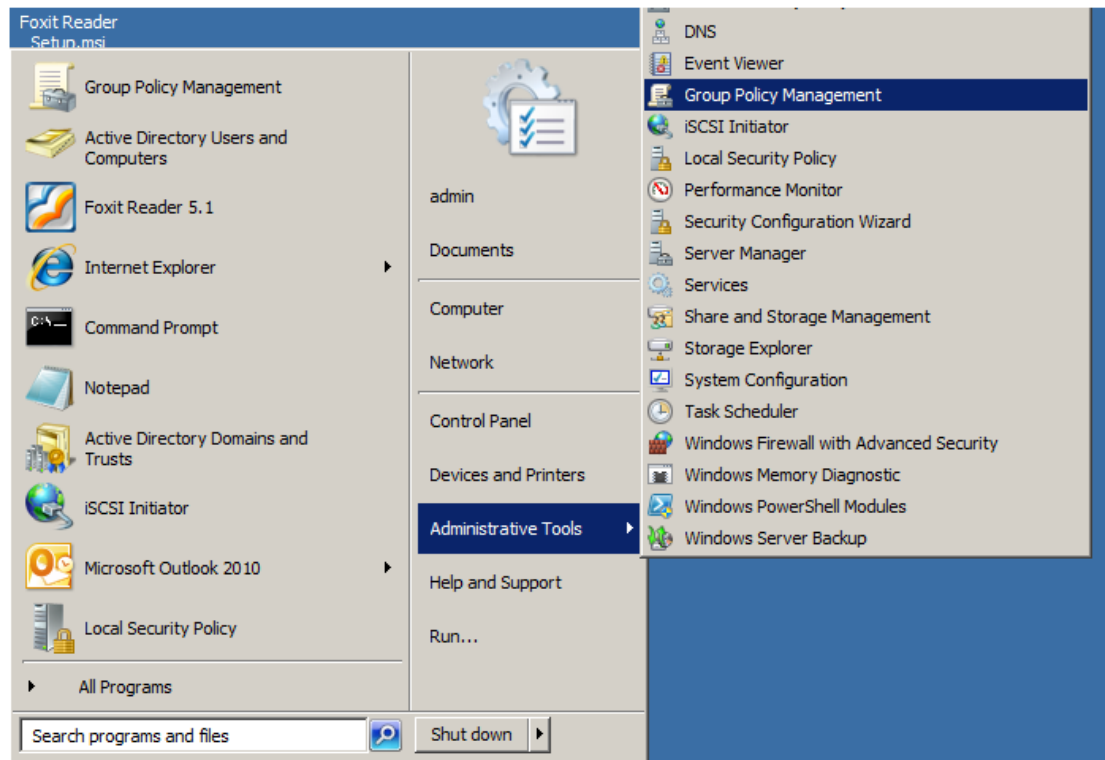 Foxit Reader
Setup.msi
Group Policy Management
Active Directory Users and
Computers
Foxit Reader 5.1
Internet Explorer
Command Prompt
C:\
Notepad
Active Directory Domains and
Trusts
iSCSI Initiator
Microsoft Outlook 2010
Local Security Policy
All Programs
Search programs and files
admin
Documents
Computer
Network
Control Panel
Devices and Printers
Administrative Tools
Help and Support
Run...
Shut down
DNS
Event Viewer
Group Policy Management
iSCSI Initiator
Local Security Policy
Performance Monitor
Security Configuration Wizard
Server Manager
Services
Share and Storage Management
Storage Explorer
System Configuration
Task Scheduler
Windows Firewall with Advanced Security
Windows Memory Diagnostic
Windows PowerShell Modules
Windows Server Backup